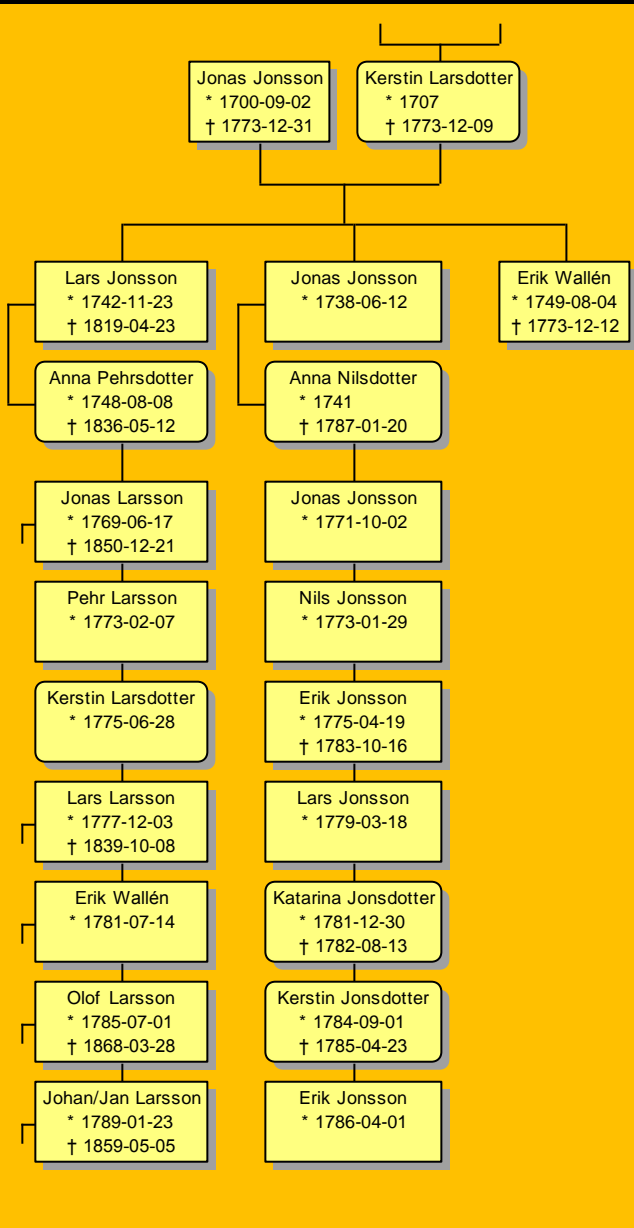 Jonas Jonsson
* 1700-09-02
† 1773-12-31
Kerstin Larsdotter
* 1707
† 1773-12-09
Lars Jonsson
* 1742-11-23
† 1819-04-23
Jonas Jonsson
* 1738-06-12
Erik Wallén
* 1749-08-04
† 1773-12-12
Anna Pehrsdotter
* 1748-08-08
† 1836-05-12
Anna Nilsdotter
* 1741
† 1787-01-20
Jonas Larsson
* 1769-06-17
† 1850-12-21
Jonas Jonsson
* 1771-10-02
Pehr Larsson
* 1773-02-07
Nils Jonsson
* 1773-01-29
Kerstin Larsdotter
* 1775-06-28
Erik Jonsson
* 1775-04-19
† 1783-10-16
Lars Larsson
* 1777-12-03
† 1839-10-08
Lars Jonsson
* 1779-03-18
Erik Wallén
* 1781-07-14
Katarina Jonsdotter
* 1781-12-30
† 1782-08-13
Olof Larsson
* 1785-07-01
† 1868-03-28
Kerstin Jonsdotter
* 1784-09-01
† 1785-04-23
Johan/Jan Larsson
* 1789-01-23
† 1859-05-05
Erik Jonsson
* 1786-04-01